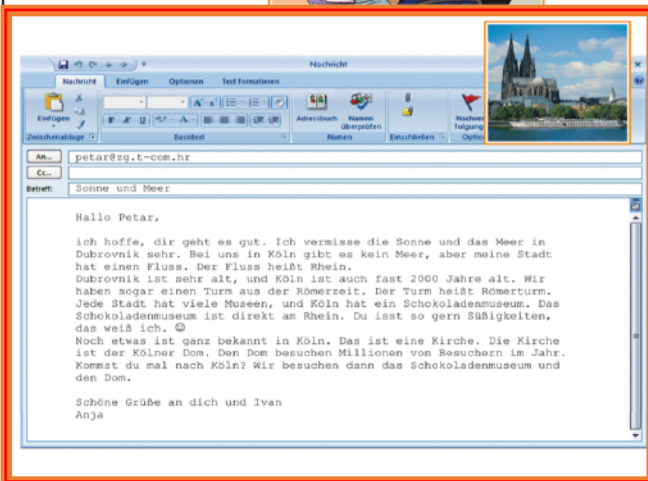 Nachricht
Nachricht Einfügen Optionen Text formatieren
Einfügen
F K U
Adressbuch Namen überprüfen
Zwischenablage Basistext Namen Einschließen
An... petar@zg.t-com.hr
Cc...
Betreff: Sonne und Meer
Hallo Petar,
ich hoffe, dir geht es gut. Ich vermisse die Sonne und das Meer in
Dubrovnik sehr. Bei uns in Köln gibt es kein Meer, aber meine Stadt
hat einen Fluss. Der Fluss heißt Rhein.
Dubrovnik ist sehr alt, und Köln ist auch fast 2000 Jahre alt. Wir
haben sogar einen Turm aus der Römerzeit. Der Turm heißt Römerturm.
Jede Stadt hat viele Museen, und Köln hat ein Schokoladenmuseum. Das
Schokoladenmuseum ist direkt am Rhein. Du isst so gern Süßigkeiten,
das weiß ich. ☺
Noch etwas ist ganz bekannt in Köln. Das ist eine Kirche. Die Kirche
ist der Kölner Dom. Den Dom besuchen Millionen von Besuchern im Jahr.
Kommst du mal nach Köln? Wir besuchen dann das Schokoladenmuseum und
den Dom.
Schöne Grüße an dich und Ivan
Anja